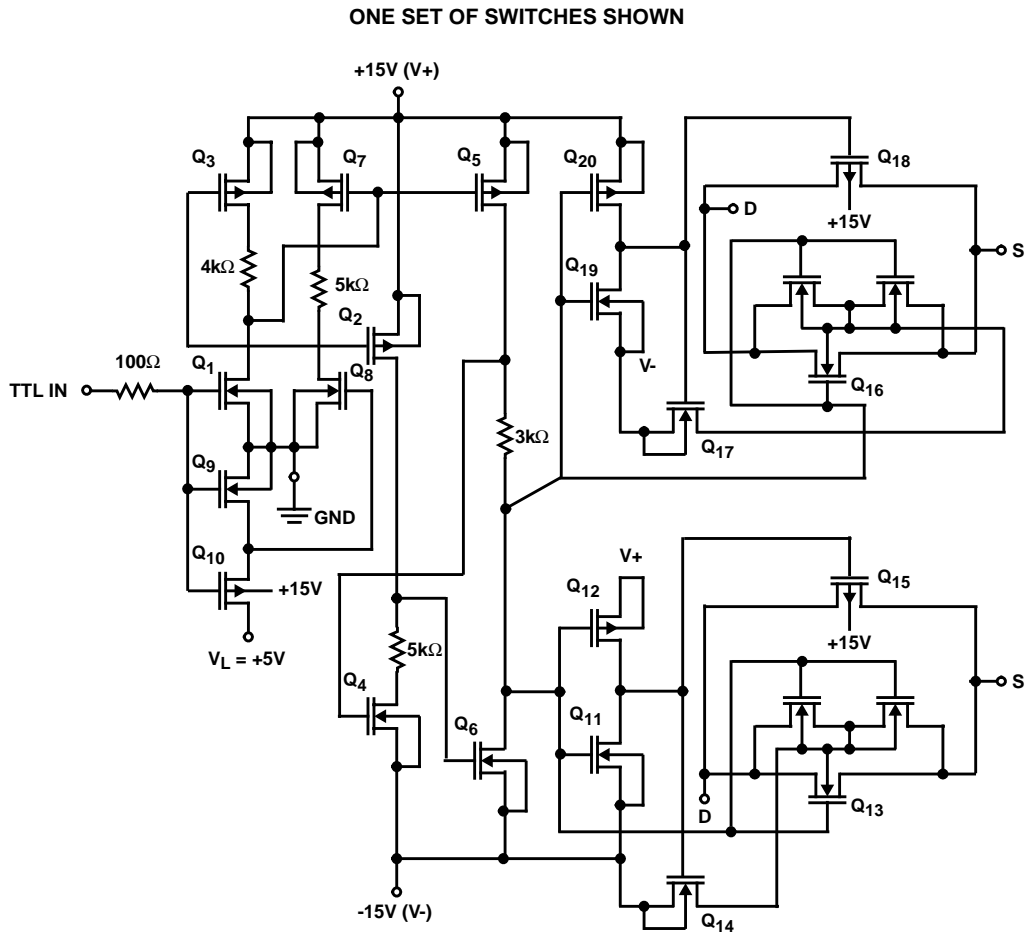 ONE SET OF SWITCHES SHOWN
+15V (V+)
Q3
Q7
Q5
Q20
Q18
D
+15V
S
4kΩ
5kΩ
Q19
Q2
100Ω
Q1
Q8
V-
TTL IN
Q16
3kΩ
Q17
Q9
GND
Q10
+15V
V+
Q12
Q15
+15V
VL = +5V
5kΩ
S
Q4
Q6
Q11
D
Q13
-15V (V-)
Q14